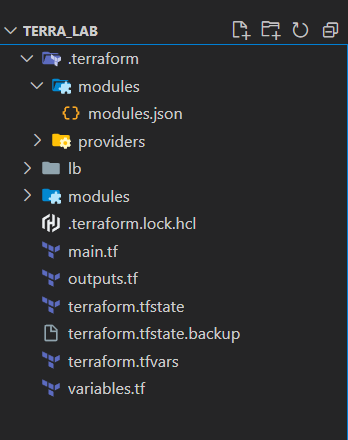 TERRA_LAB
.terraform
modules
modules.json
providers
lb
modules
.terraform.lock.hcl
main.tf
outputs.tf
terraform.tfstate
terraform.tfstate.backup
terraform.tfvars
variables.tf